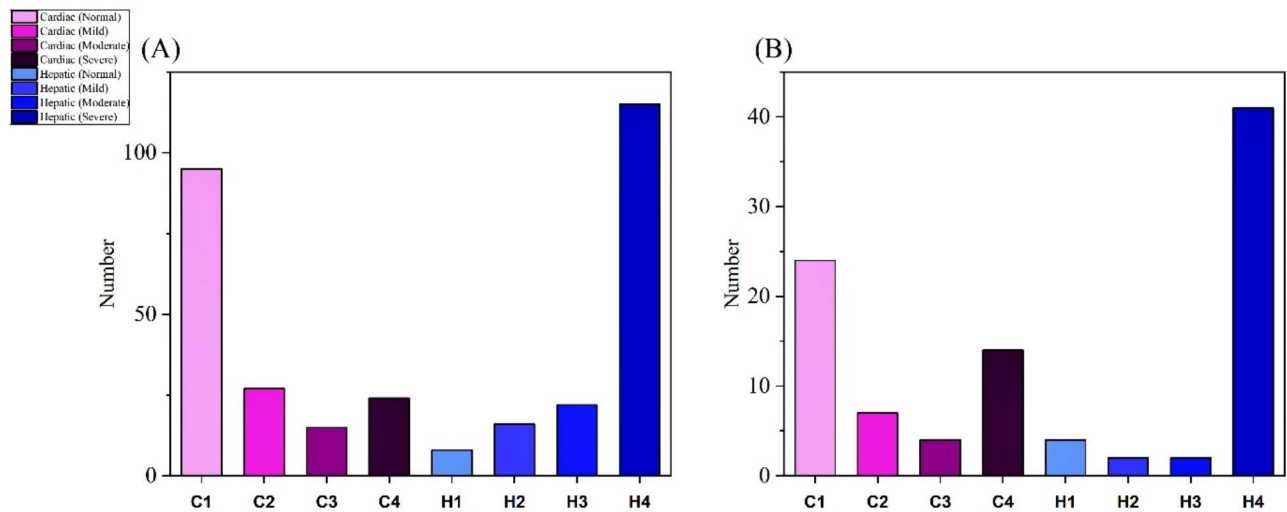 Cardiac (Normal)
Cardiac (Mild)
Cardiac (Moderate)
Cardiac (Severe)
Hepatic (Normal)
Hepatic (Mild)
Hepatic (Moderate)
Hepatic (Severe)
(A)
100
50
0
Number
C1 C2 C3 C4 H1 H2 H3 H4
(B)
40
30
20
10
0
Number
C1 C2 C3 C4 H1 H2 H3 H4